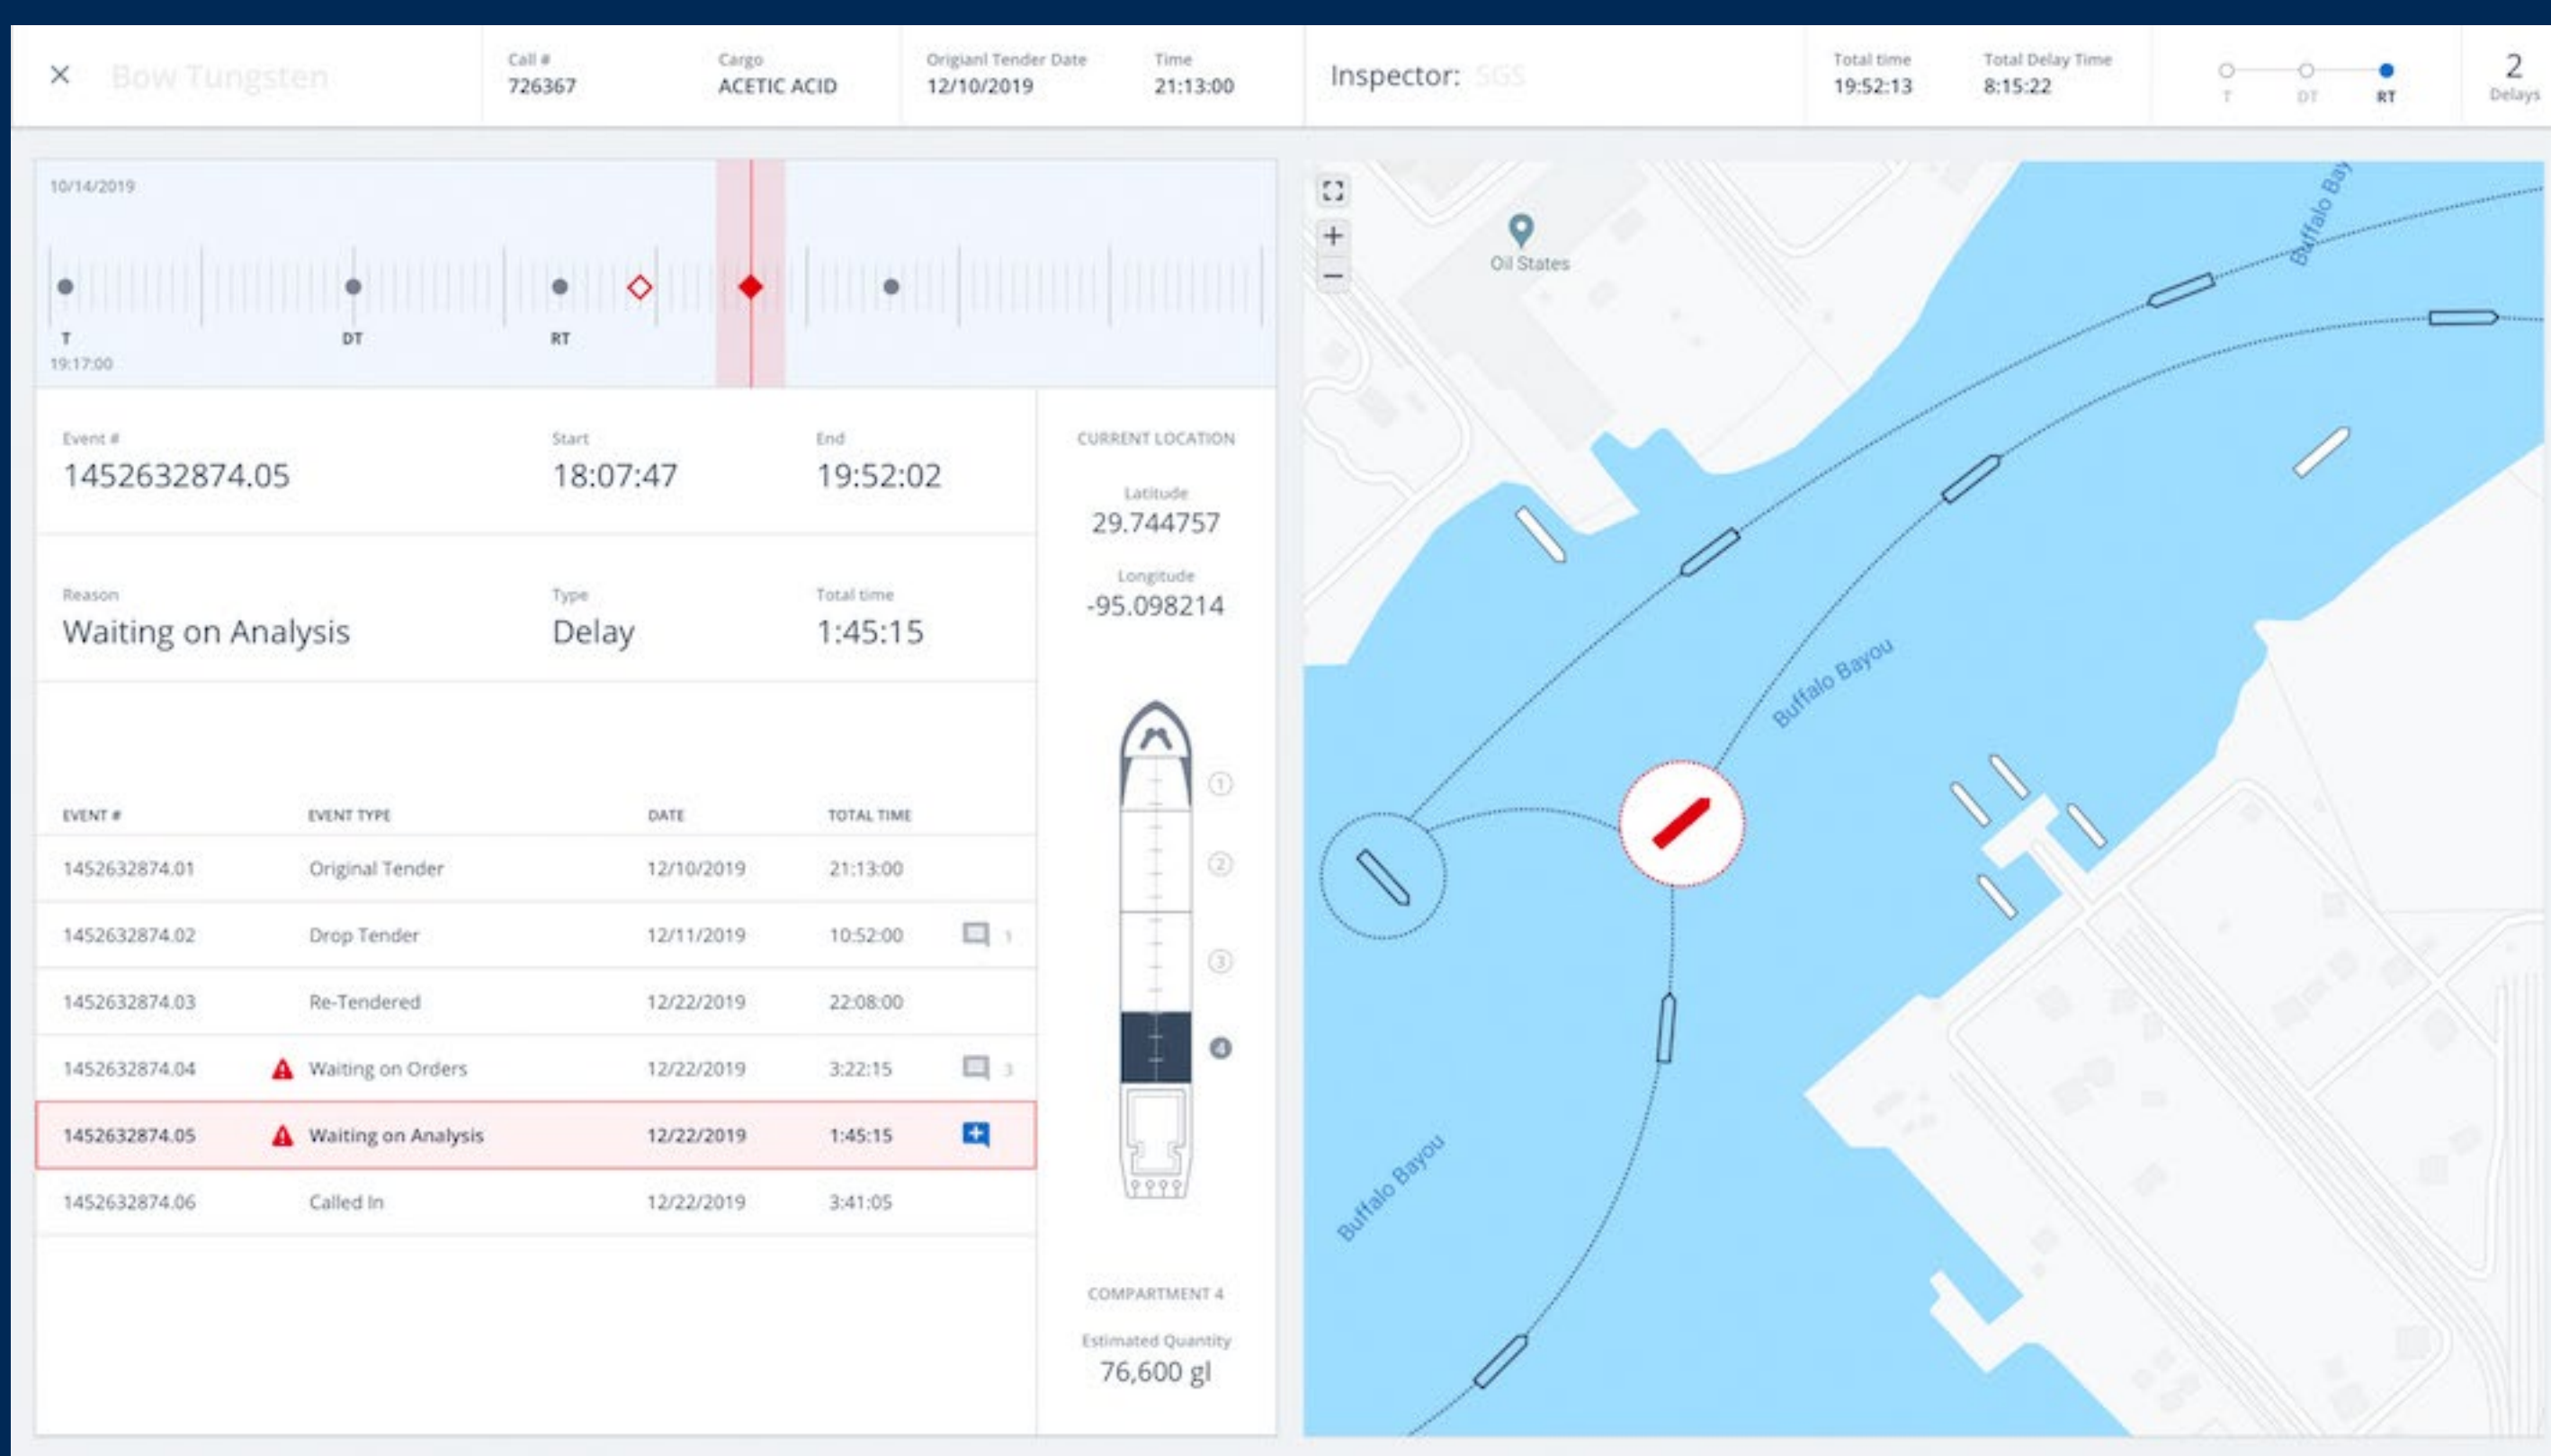 Bow Tungsten
Call #
726367
Cargo
ACETIC ACID
Origianl Tender Date
12/10/2019
Time
21:13:00
Inspector: SGS
Total time
19:52:13
Total Delay Time
8:15:22
T DT RT
2
Delays
10/14/2019
T DT RT
19:17:00
Event #
1452632874.05
Start
18:07:47
End
19:52:02
Reason
Waiting on Analysis
Type
Delay
Total time
1:45:15
EVENT # EVENT TYPE DATE TOTAL TIME
1452632874.01 Original Tender 12/10/2019 21:13:00
1452632874.02 Drop Tender 12/11/2019 10:52:00 1
1452632874.03 Re-Tendered 12/22/2019 22:08:00
1452632874.04 Waiting on Orders 12/22/2019 3:22:15 3
1452632874.05 Waiting on Analysis 12/22/2019 1:45:15
1452632874.06 Called In 12/22/2019 3:41:05
CURRENT LOCATION
Latitude
29.744757
Longitude
-95.098214
1
2
3
4
COMPARTMENT 4
Estimated Quantity
76,600 gl
Oil States
Buffalo Bay
Buffalo Bayou
Buffalo Bayou